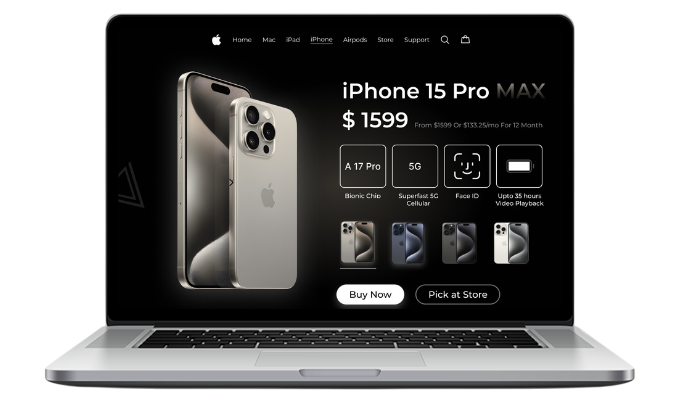 Home Mac iPad iPhone Airpods Store Support
iPhone 15 Pro MAX
$ 1599 From $1599 Or $133.25/mo For 12 Month
A 17 Pro 5G
Bionic Chip Superfast 5G Face ID Upto 35 hours
Cellular Video Playback
Buy Now Pick at Store